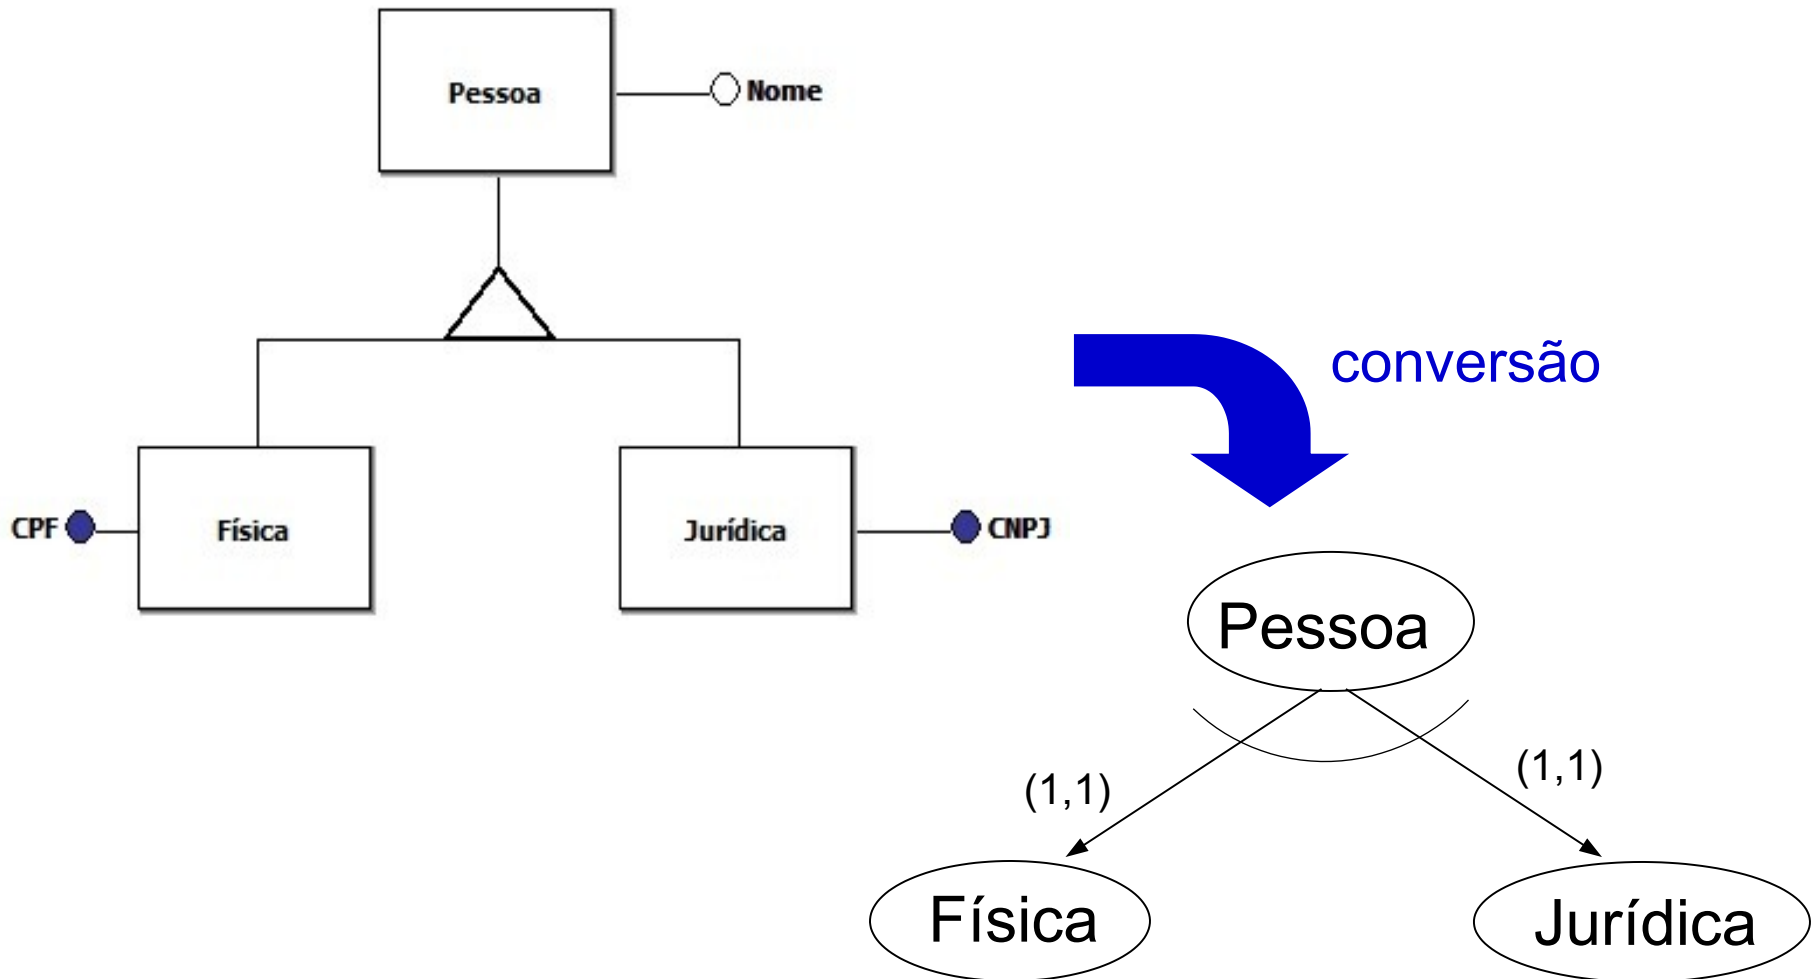 Pessoa
Nome
conversão
CPF
Física
Jurídica
CNPJ
Pessoa
(1,1)
(1,1)
Física
Jurídica